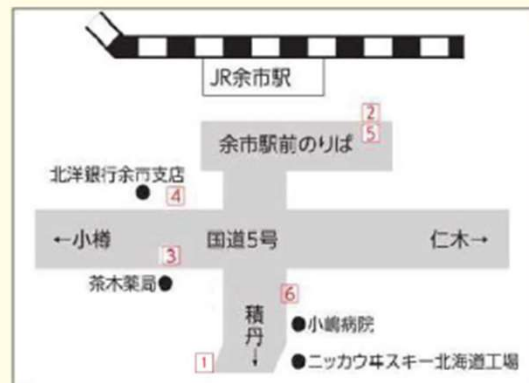 JR余市駅
2
余市駅前のりば
5
北洋銀行余市支店
4
←小樽
国道5号
仁木→
3
茶木薬局
6
積丹
↓
小嶋病院
1
ニッカウヰスキー北海道工場